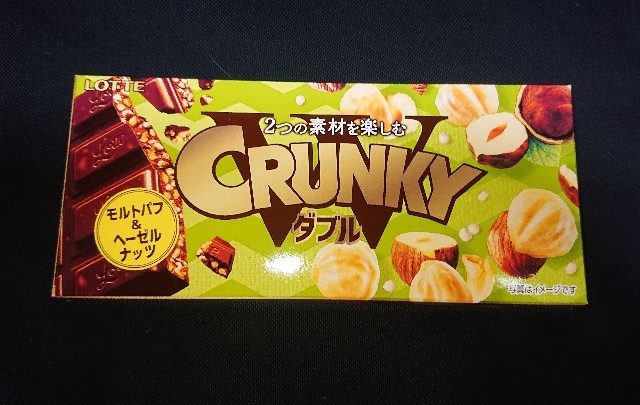 LOTTE
2つの素材を楽しむ
CRUNKY
ダブル
モルトパフ
&
ヘーゼル
ナッツ
写真はイメージです